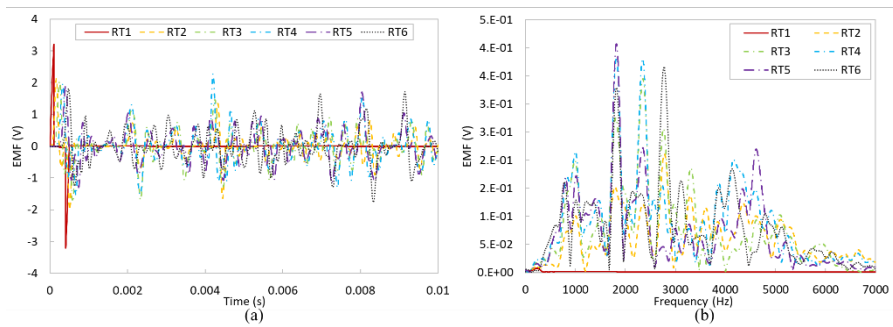 RT1 RT2 RT3 RT4 RT5 RT6
EMF (V)
4
3
2
1
0
-1
-2
-3
-4
0 0.002 0.004 0.006 0.008 0.01
Time (s)
(a)
RT1 RT2
RT3 RT4
RT5 RT6
EMF (V)
5.E-01
4.E-01
4.E-01
3.E-01
3.E-01
2.E-01
2.E-01
1.E-01
5.E-02
0.E+00
0 1000 2000 3000 4000 5000 6000 7000
Frequency (Hz)
(b)